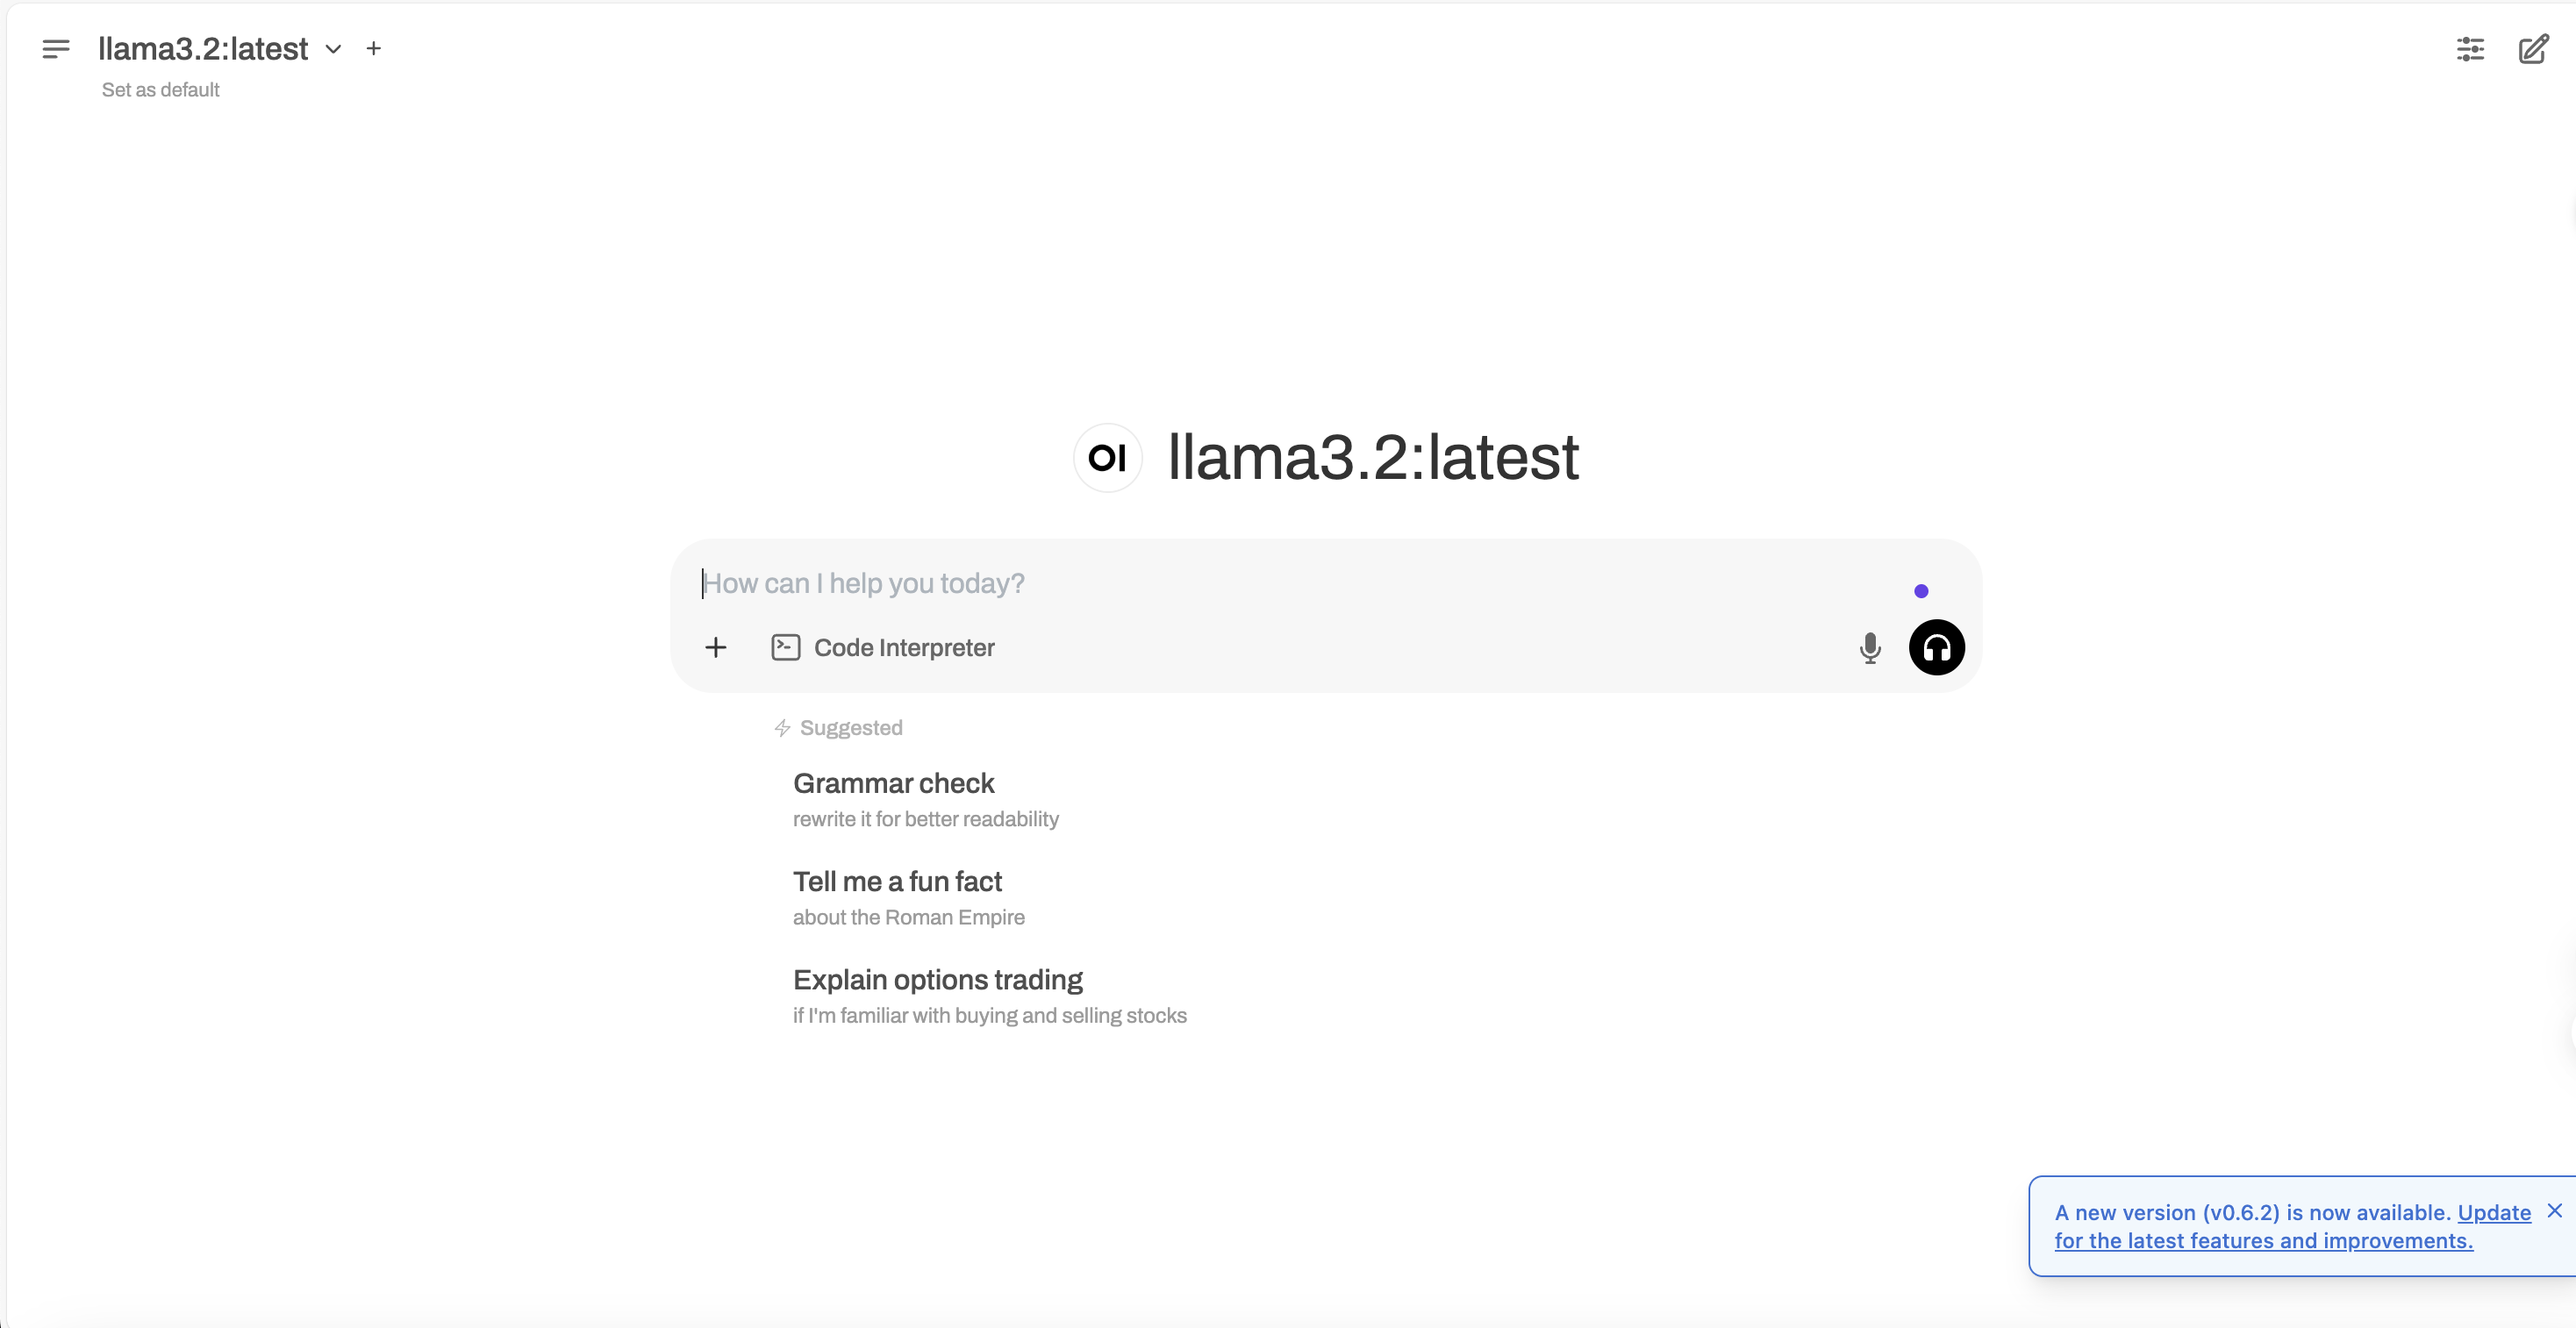 llama3.2:latest
Set as default
OI llama3.2:latest
How can I help you today?
Code Interpreter
Suggested
Grammar check
rewrite it for better readability
Tell me a fun fact
about the Roman Empire
Explain options trading
if I'm familiar with buying and selling stocks
A new version (v0.6.2) is now available. Update
for the latest features and improvements.